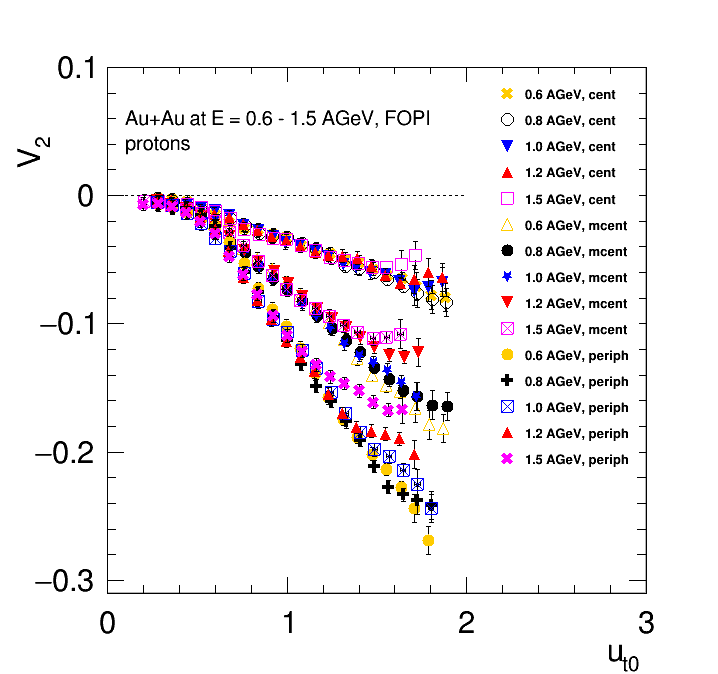 0.1
0
−0.1
−0.2
−0.3
V2
Au+Au at E = 0.6 - 1.5 AGeV, FOPI
protons
0.6 AGeV, cent
0.8 AGeV, cent
1.0 AGeV, cent
1.2 AGeV, cent
1.5 AGeV, cent
0.6 AGeV, mcent
0.8 AGeV, mcent
1.0 AGeV, mcent
1.2 AGeV, mcent
1.5 AGeV, mcent
0.6 AGeV, periph
0.8 AGeV, periph
1.0 AGeV, periph
1.2 AGeV, periph
1.5 AGeV, periph
0 1 2 3
ut0